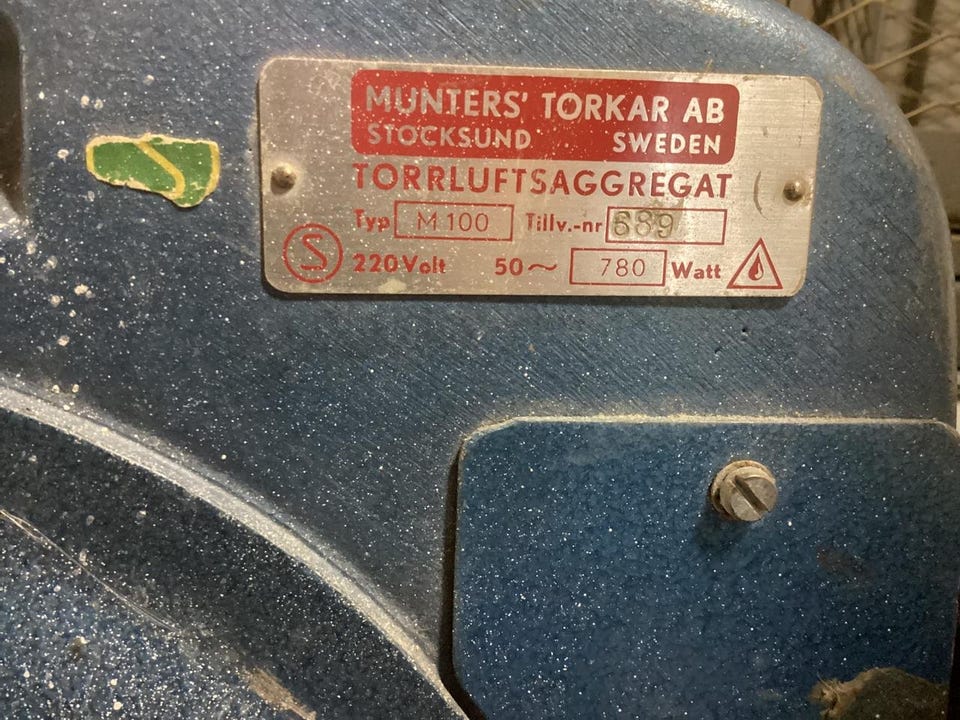 MUNTERS' TORKAR AB
STOCKSUND SWEDEN
TORRLUFTSAGGREGAT
Typ M 100 Tillv.-nr 689
S 220 Volt 50~ 780 Watt